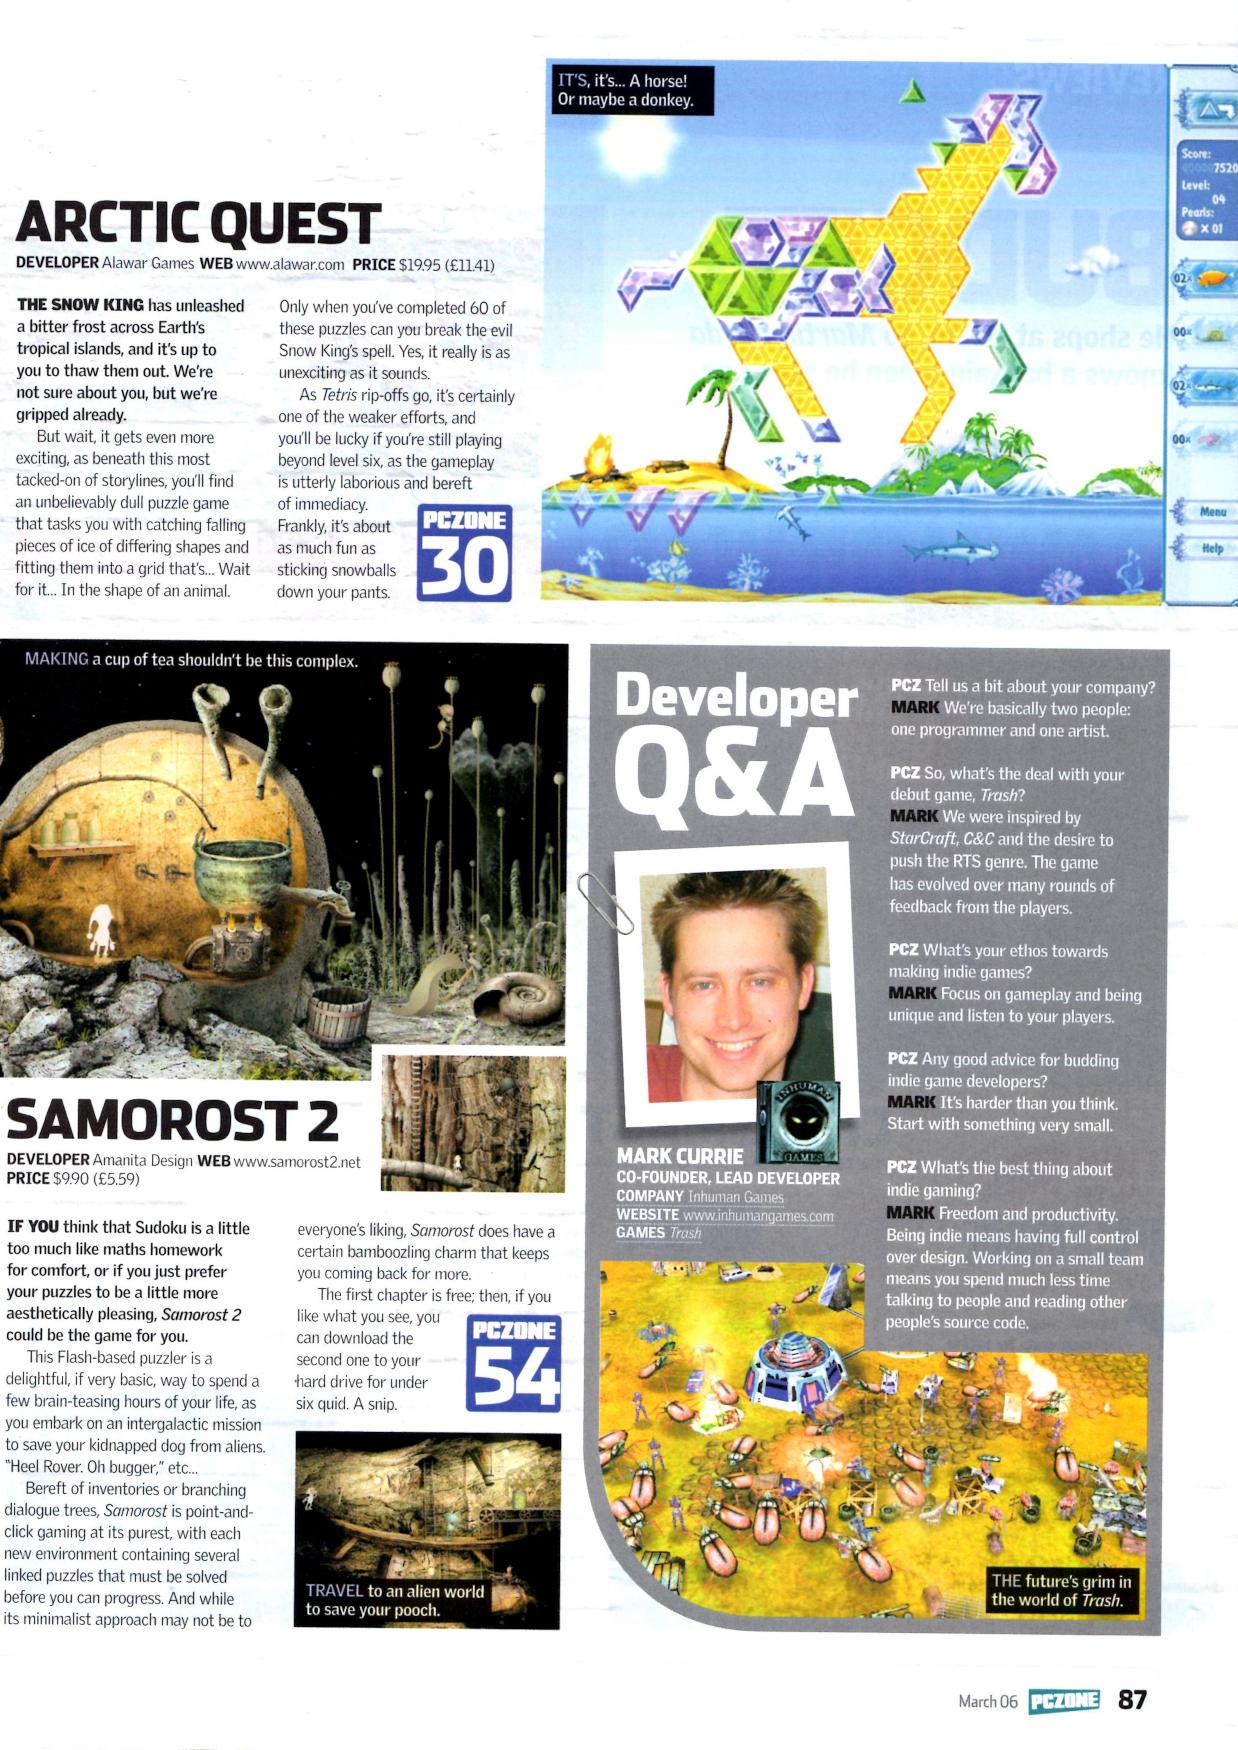 IT'S, it's... A horse!
Or maybe a donkey.
Score:
7520
Level:
04
Pearls:
X 01
02x
00x
02x
00x
Menu
Help
ARCTIC QUEST
DEVELOPER Alawar Games WEB www.alawar.com PRICE $19.95 (£11.41)
THE SNOW KING has unleashed
a bitter frost across Earth's
tropical islands, and it's up to
you to thaw them out. We're
not sure about you, but we're
gripped already.
But wait, it gets even more
exciting, as beneath this most
tacked-on of storylines, you'll find
an unbelievably dull puzzle game
that tasks you with catching falling
pieces of ice of differing shapes and
fitting them into a grid that's... Wait
for it... In the shape of an animal.
Only when you've completed 60 of
these puzzles can you break the evil
Snow King's spell. Yes, it really is as
unexciting as it sounds.
As Tetris rip-offs go, it's certainly
one of the weaker efforts, and
you'll be lucky if you're still playing
beyond level six, as the gameplay
is utterly laborious and bereft
of immediacy.
Frankly, it's about
as much fun as
sticking snowballs
down your pants.
PCZONE
30
MAKING a cup of tea shouldn't be this complex.
SAMOROST 2
DEVELOPER Amanita Design WEB www.samorost2.net
PRICE $9.90 (£5.59)
IF YOU think that Sudoku is a little
too much like maths homework
for comfort, or if you just prefer
your puzzles to be a little more
aesthetically pleasing, Samorost 2
could be the game for you.
This Flash-based puzzler is a
delightful, if very basic, way to spend a
few brain-teasing hours of your life, as
you embark on an intergalactic mission
to save your kidnapped dog from aliens.
"Heel Rover. Oh bugger," etc...
Bereft of inventories or branching
dialogue trees, Samorost is point-and-
click gaming at its purest, with each
new environment containing several
linked puzzles that must be solved
before you can progress. And while
its minimalist approach may not be to
everyone's liking, Samorost does have a
certain bamboozling charm that keeps
you coming back for more.
The first chapter is free; then, if you
like what you see, you
can download the
second one to your
hard drive for under
six quid. A snip.
PCZONE
54
TRAVEL to an alien world
to save your pooch.
Developer
Q&A
INHUMAN
GAMES
MARK CURRIE
CO-FOUNDER, LEAD DEVELOPER
COMPANY Inhuman Games
WEBSITE www.inhumangames.com
GAMES Trash
PCZ Tell us a bit about your company?
MARK We're basically two people:
one programmer and one artist.
PCZ So, what's the deal with your
debut game, Trash?
MARK We were inspired by
StarCraft, C&C and the desire to
push the RTS genre. The game
has evolved over many rounds of
feedback from the players.
PCZ What's your ethos towards
making indie games?
MARK Focus on gameplay and being
unique and listen to your players.
PCZ Any good advice for budding
indie game developers?
MARK It's harder than you think.
Start with something very small.
PCZ What's the best thing about
indie gaming?
MARK Freedom and productivity.
Being indie means having full control
over design. Working on a small team
means you spend much less time
talking to people and reading other
people's source code.
THE future's grim in
the world of Trash.
March 06 PCZONE 87